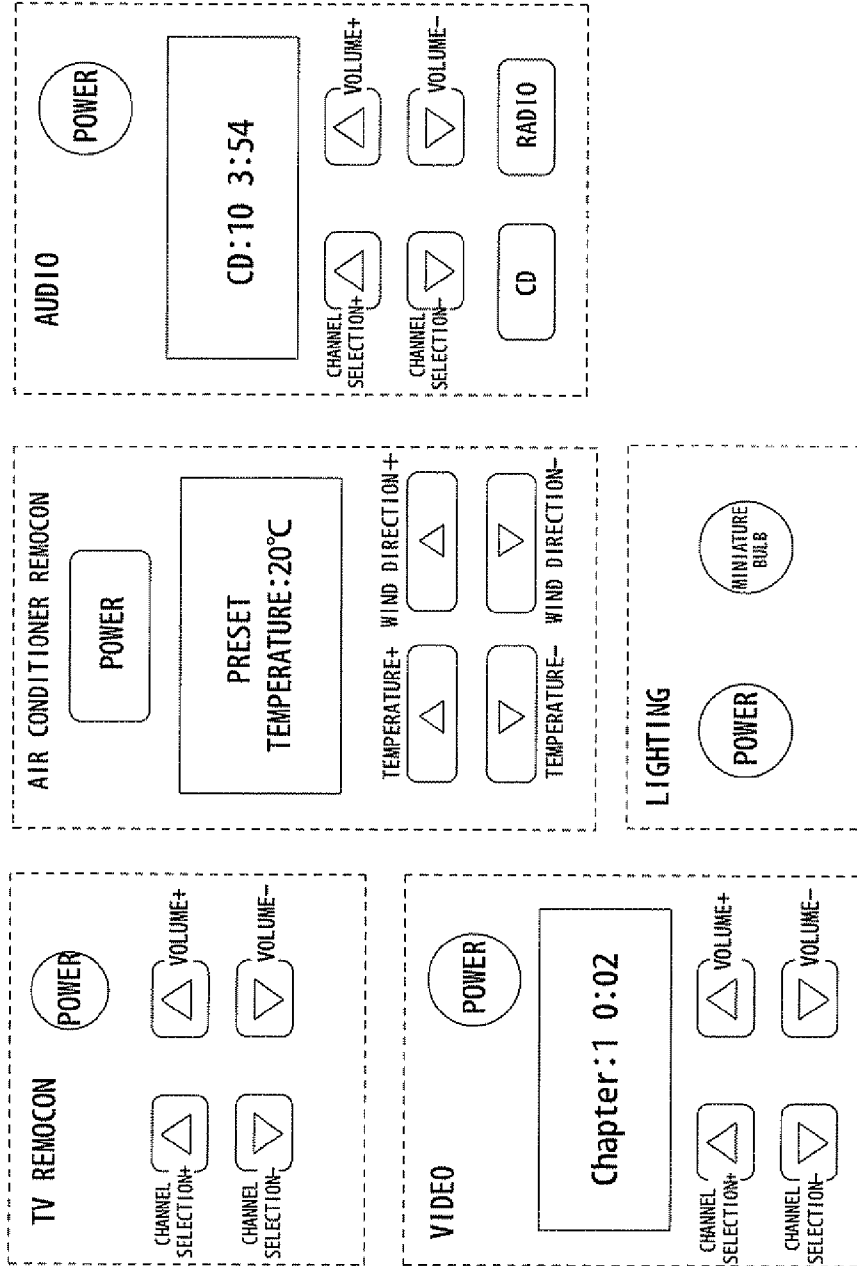 TV REMOCON
POWER
CHANNEL
SELECTION+
VOLUME+
CHANNEL
SELECTION-
VOLUME-
VIDEO
POWER
Chapter:1 0:02
CHANNEL
SELECTION+
VOLUME+
CHANNEL
SELECTION-
VOLUME-
AIR CONDITIONER REMOCON
POWER
PRESET
TEMPERATURE:20°C
TEMPERATURE+ WIND DIRECTION+
TEMPERATURE- WIND DIRECTION-
LIGHTING
POWER
MINIATURE
BULB
AUDIO
POWER
CD:10 3:54
CHANNEL
SELECTION+
VOLUME+
CHANNEL
SELECTION-
VOLUME-
CD
RADIO